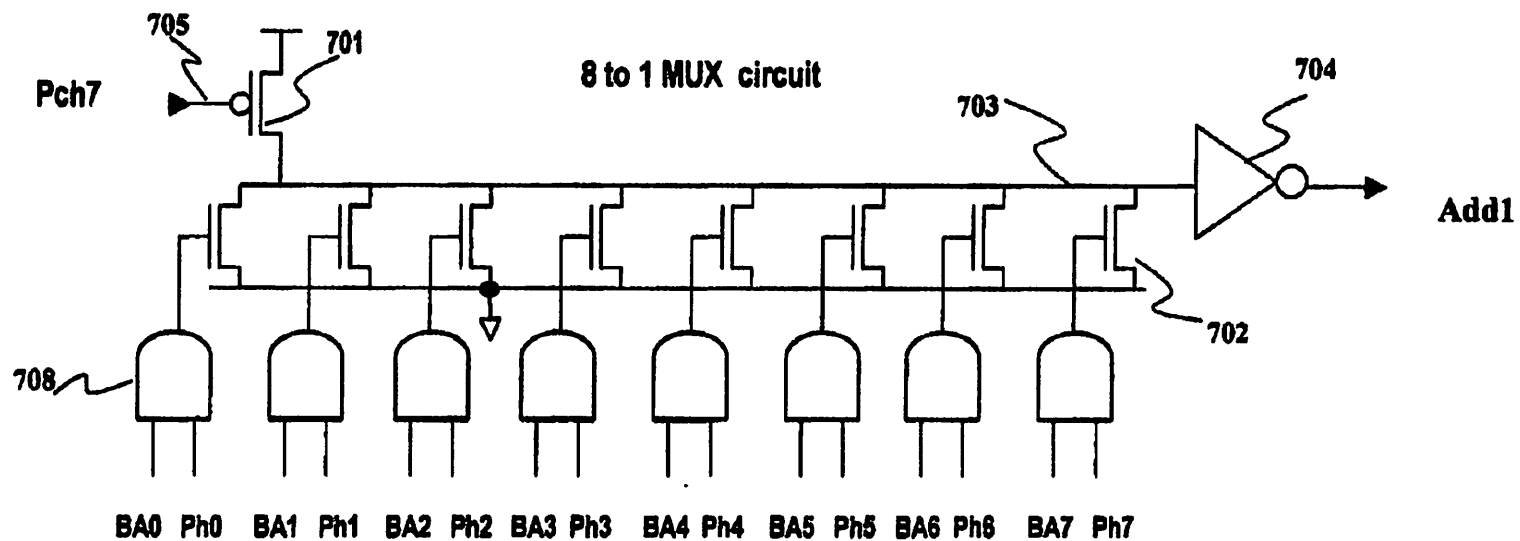 705
701
8 to 1 MUX circuit
704
Pch7
703
Add1
702
708
BA0 Ph0 BA1 Ph1 BA2 Ph2 BA3 Ph3 BA4 Ph4 BA5 Ph5 BA6 Ph6 BA7 Ph7